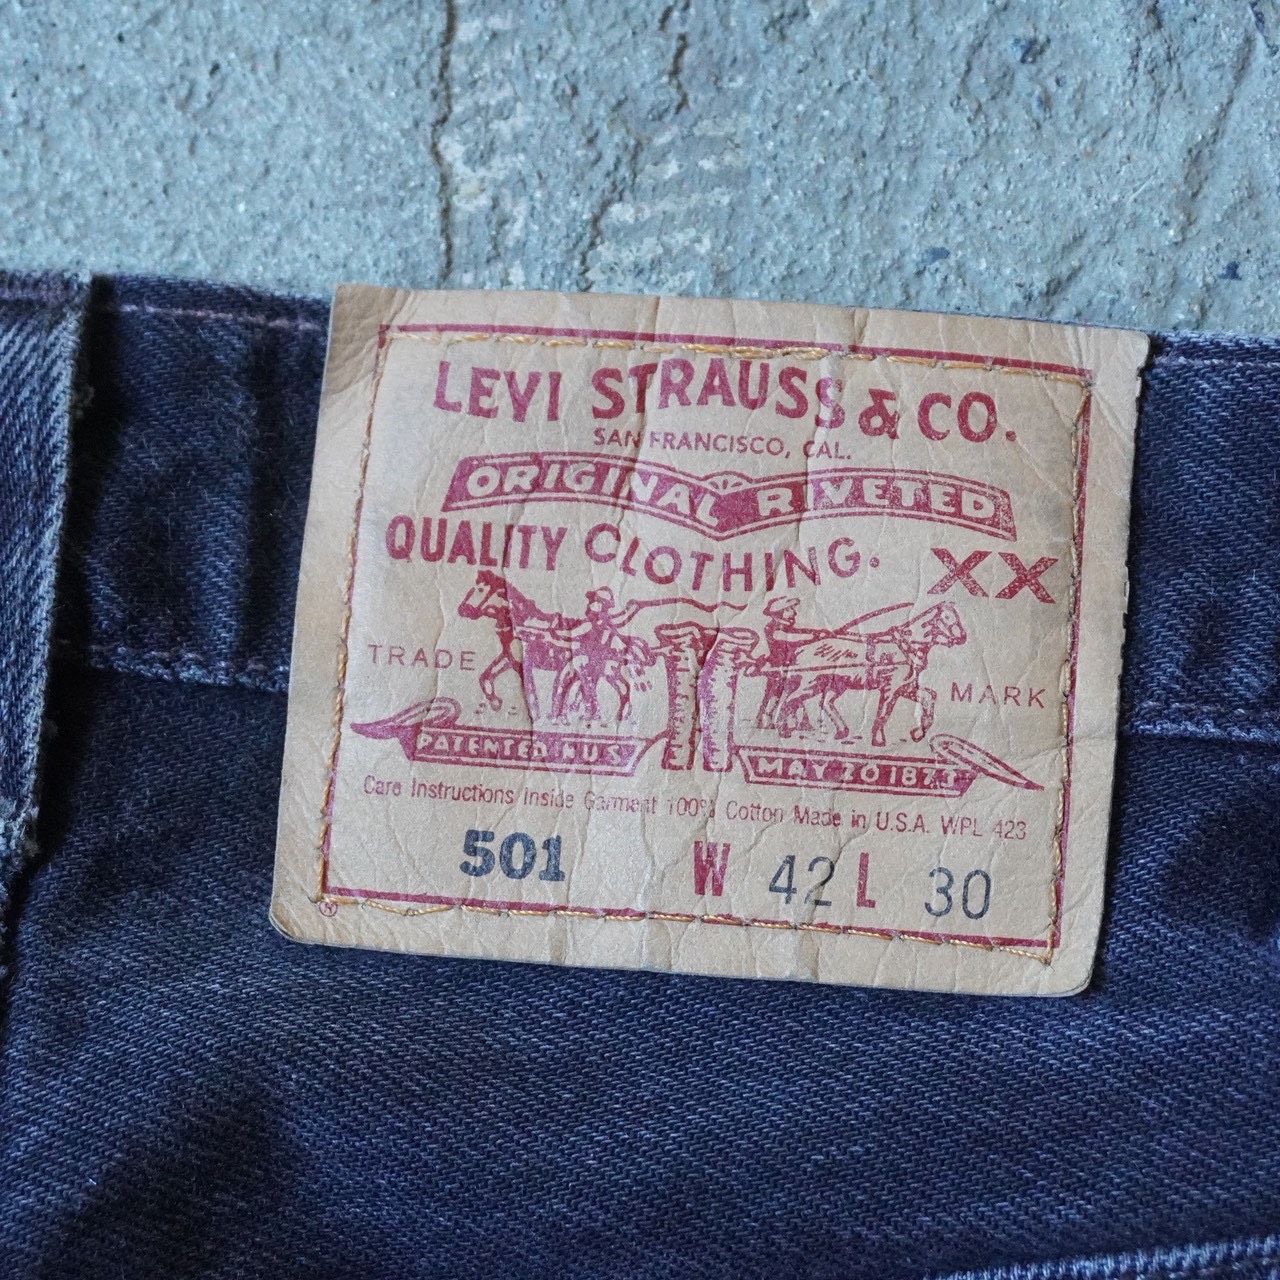 LEVI STRAUSS & CO.
SAN FRANCISCO, CAL.
ORIGINAL RIVETED
QUALITY CLOTHING. XX
TRADE MARK
PATENTED IN U.S. MAY 20 1873
Care Instructions Inside Garment 100% Cotton Made in U.S.A. WPL 423
501 W 42 L 30
®